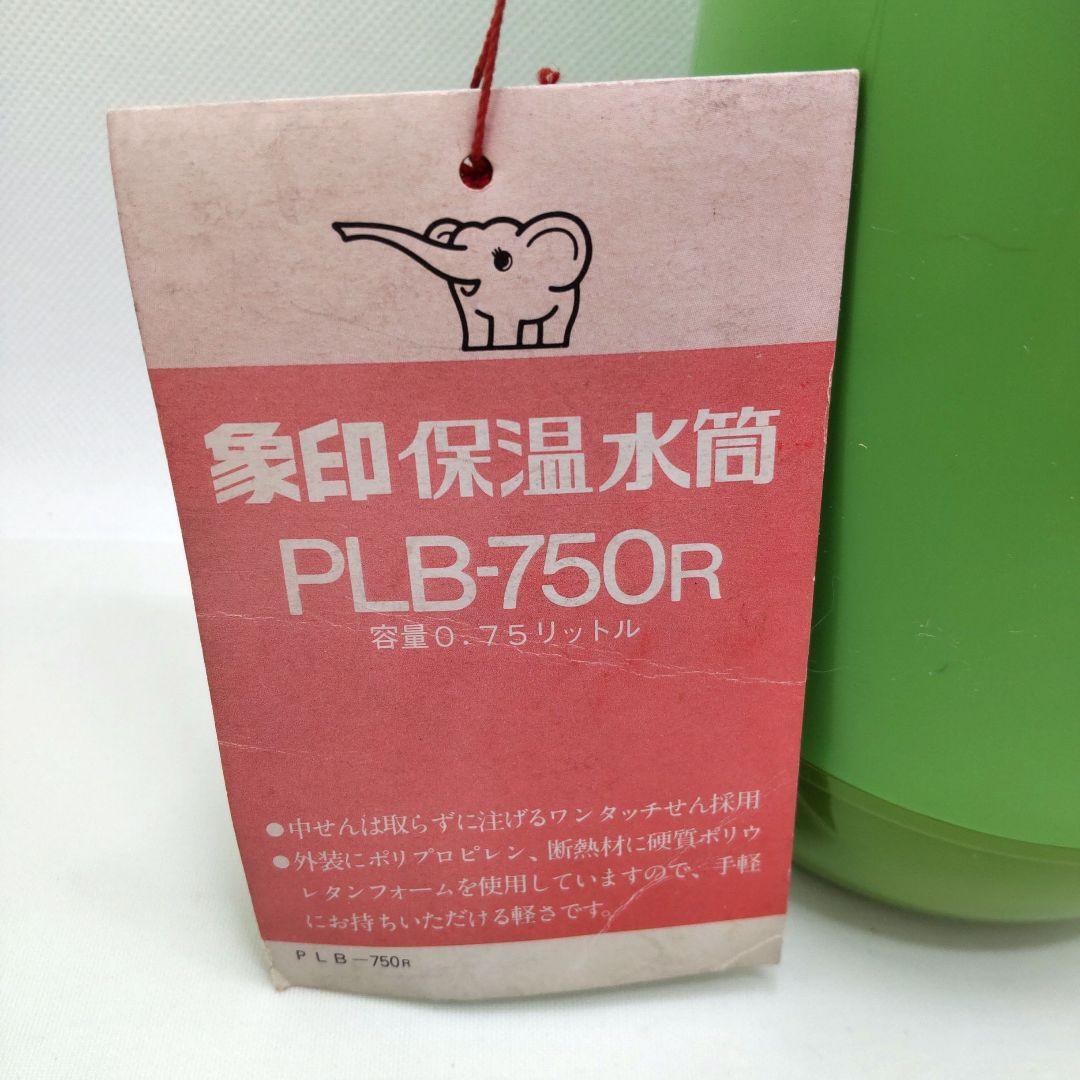 象印 保温 水筒
PLB-750R
容量0.75リットル
●中せんは取らずに注げるワンタッチせん採用
●外装にポリプロピレン、断熱材に硬質ポリウ
レタンフォームを使用していますので、手軽
にお持ちいただける軽さです。
PLB-750R